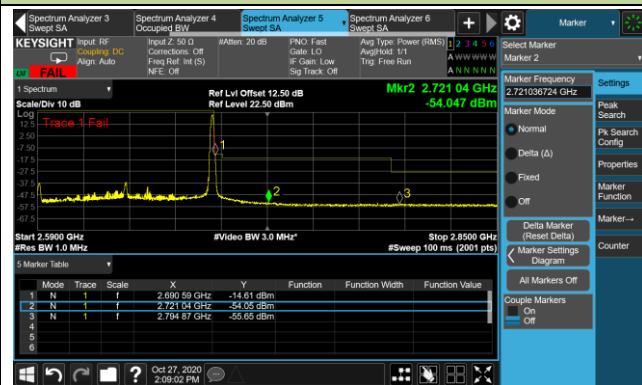 Spectrum Analyzer 3
Swept SA
Spectrum Analyzer 4
Occupied BW
Spectrum Analyzer 5
Swept SA
Spectrum Analyzer 6
Swept SA
Marker
KEYSIGHT
Input: RF
Coupling: DC
Align: Auto
LXI
FAIL
Input Z: 50 Ω
Corrections: Off
Freq Ref: Int (S)
NFE: Off
#Atten: 20 dB
PNO: Fast
Gate: LO
IF Gain: Low
Sig Track: Off
Avg Type: Power (RMS)
Avg|Hold: 1/1
Trig: Free Run
1 2 3 4 5 6
A W W W W W
A N N N N N
Select Marker
Marker 2
1 Spectrum
Scale/Div 10 dB
Ref Lvl Offset 12.50 dB
Ref Level 22.50 dBm
Mkr2 2.721 04 GHz
-54.047 dBm
Log
Trace 1 Fail
12.5
2.50
-7.50
-17.5
-27.5
-37.5
-47.5
-57.5
-67.5
1
2
3
Start 2.5900 GHz
#Res BW 1.0 MHz
#Video BW 3.0 MHz*
Stop 2.8500 GHz
#Sweep 100 ms (2001 pts)
5 Marker Table
Mode Trace Scale X Y Function Function Width Function Value
1 N 1 f 2.690 59 GHz -14.61 dBm
2 N 1 f 2.721 04 GHz -54.05 dBm
3 N 1 f 2.794 87 GHz -55.65 dBm
4
5
6
Marker Frequency
2.721036724 GHz
Marker Mode
Normal
Delta (Δ)
Fixed
Off
Delta Marker
(Reset Delta)
Marker Settings
Diagram
All Markers Off
Couple Markers
On
Off
Settings
Peak
Search
Pk Search
Config
Properties
Marker
Function
Marker→
Counter
Oct 27, 2020
2:09:02 PM